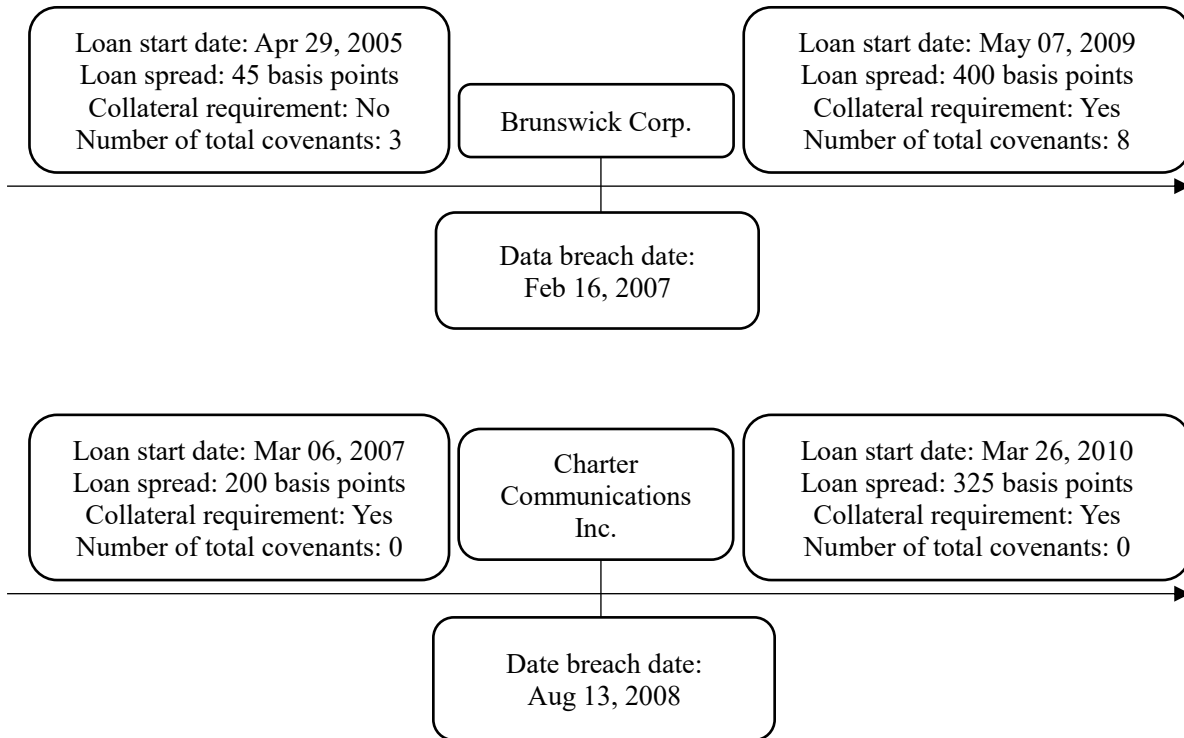 Loan start date: Apr 29, 2005
Loan spread: 45 basis points
Collateral requirement: No
Number of total covenants: 3
Brunswick Corp.
Loan start date: May 07, 2009
Loan spread: 400 basis points
Collateral requirement: Yes
Number of total covenants: 8
Data breach date:
Feb 16, 2007
Loan start date: Mar 06, 2007
Loan spread: 200 basis points
Collateral requirement: Yes
Number of total covenants: 0
Charter
Communications
Inc.
Loan start date: Mar 26, 2010
Loan spread: 325 basis points
Collateral requirement: Yes
Number of total covenants: 0
Date breach date:
Aug 13, 2008